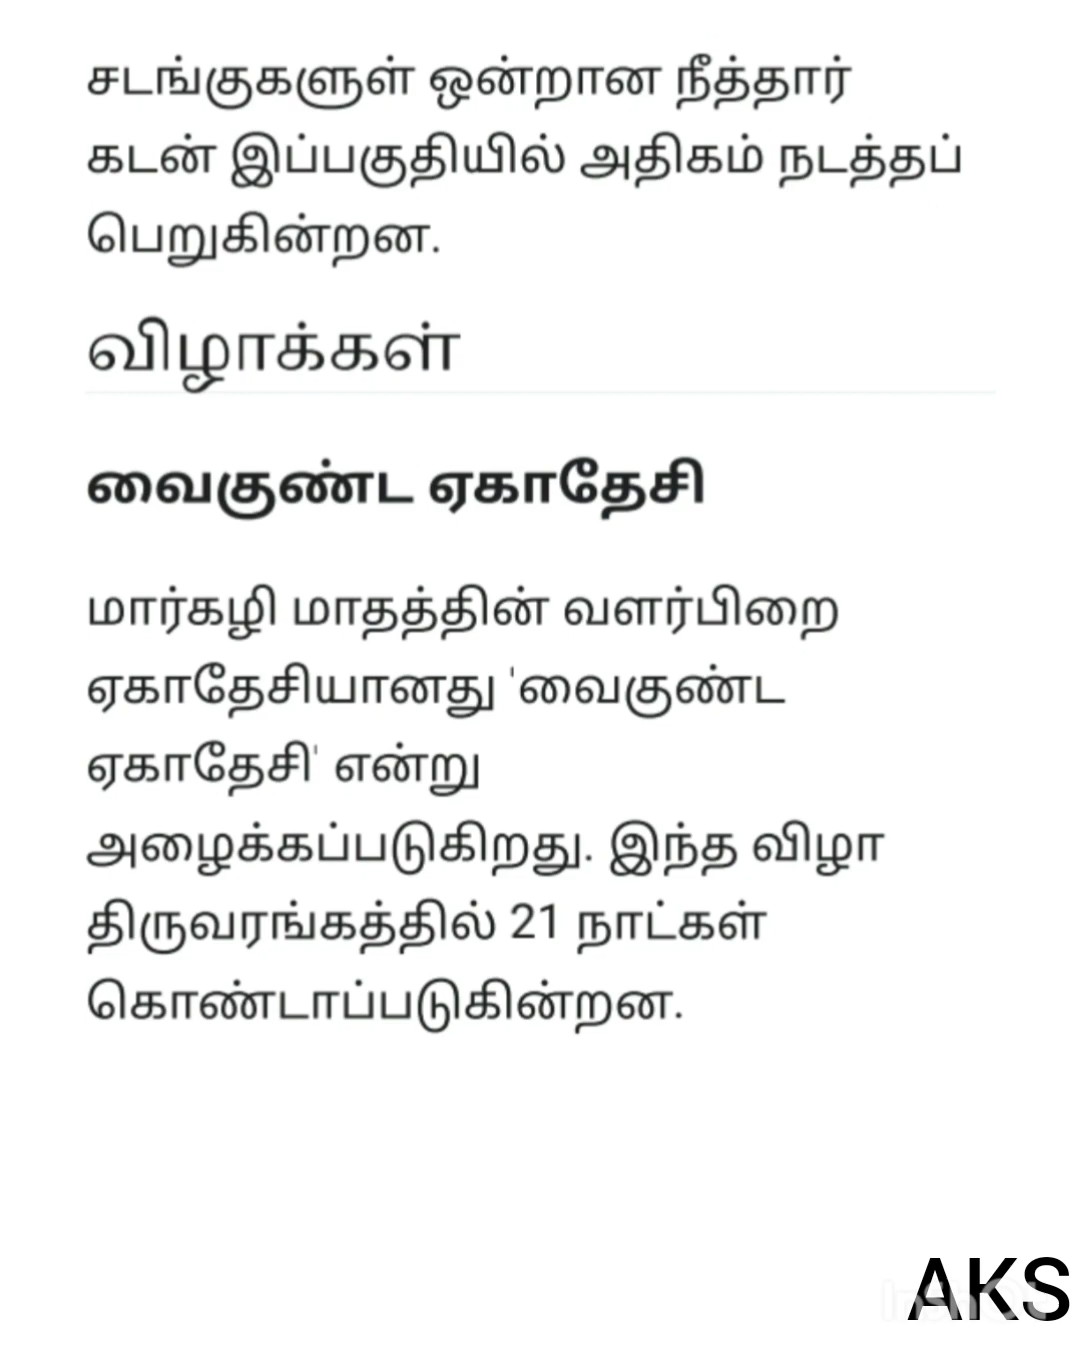 சடங்குகளுள் ஒன்றான நீத்தார்
கடன் இப்பகுதியில் அதிகம் நடத்தப்
பெறுகின்றன.
விழாக்கள்
வைகுண்ட ஏகாதேசி
மார்கழி மாதத்தின் வளர்பிறை
ஏகாதேசியானது 'வைகுண்ட
ஏகாதேசி' என்று
அழைக்கப்படுகிறது. இந்த விழா
திருவரங்கத்தில் 21 நாட்கள்
கொண்டாப்படுகின்றன.
AKS